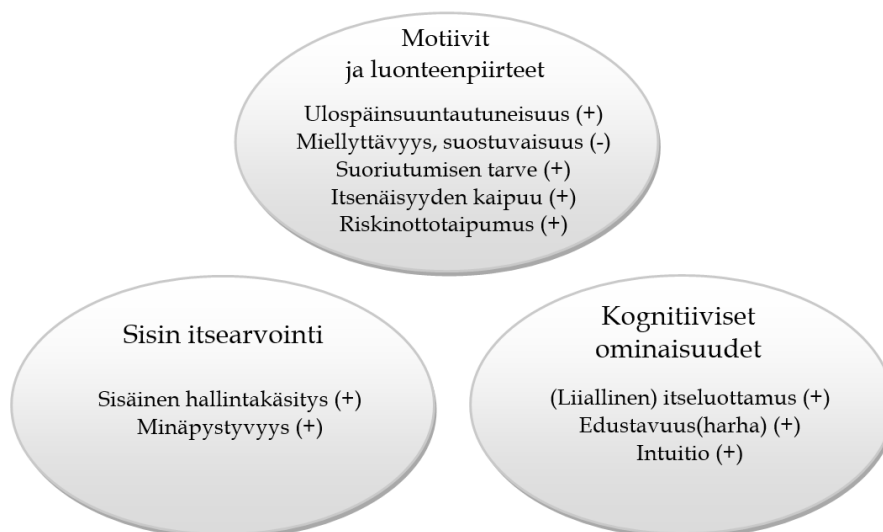 Motiivit
ja luonteenpiirteet
Ulospäinsuuntautuneisuus (+)
Miellyttävyys, suostuvaisuus (-)
Suoriutumisen tarve (+)
Itsenäisyyden kaipuu (+)
Riskinottotaipumus (+)
Sisin itsearvointi
Sisäinen hallintakäsitys (+)
Minäpystyvyys (+)
Kognitiiviset
ominaisuudet
(Liiallinen) itseluottamus (+)
Edustavuus(harha) (+)
Intuitio (+)